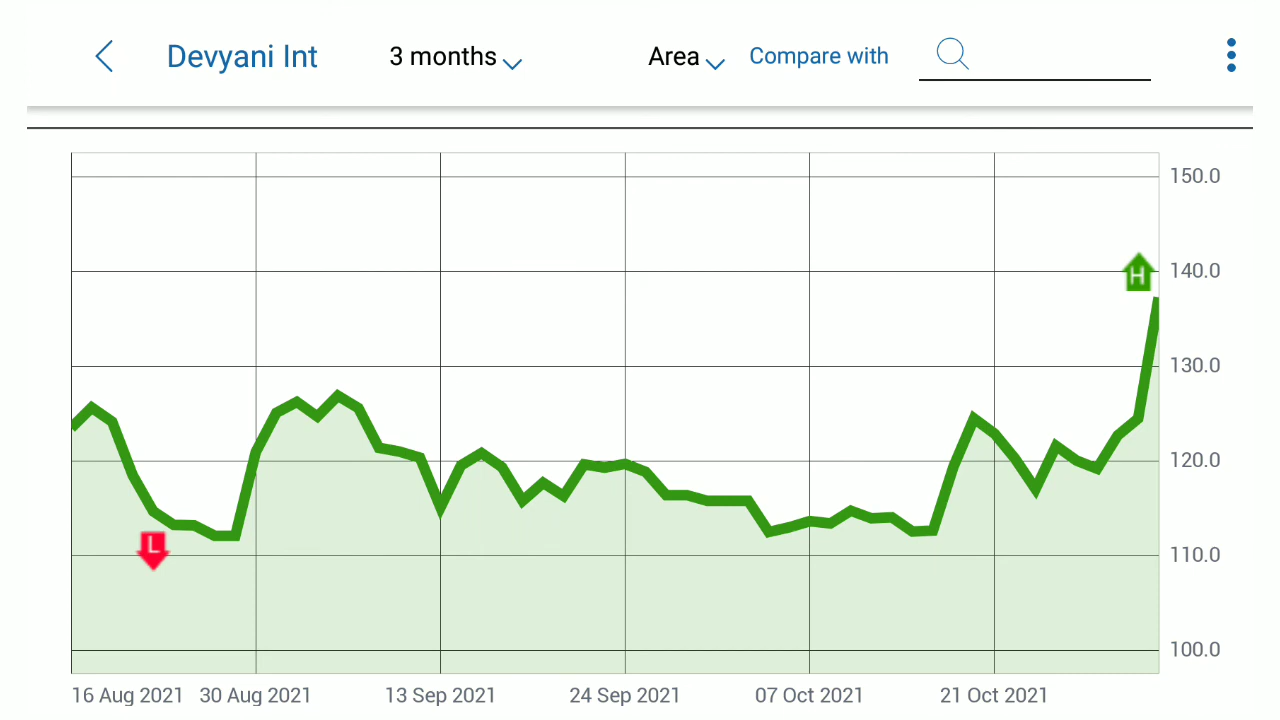 Devyani Int 3 months Area Compare with
150.0
H
140.0
130.0
120.0
L
110.0
100.0
16 Aug 2021 30 Aug 2021 13 Sep 2021 24 Sep 2021 07 Oct 2021 21 Oct 2021